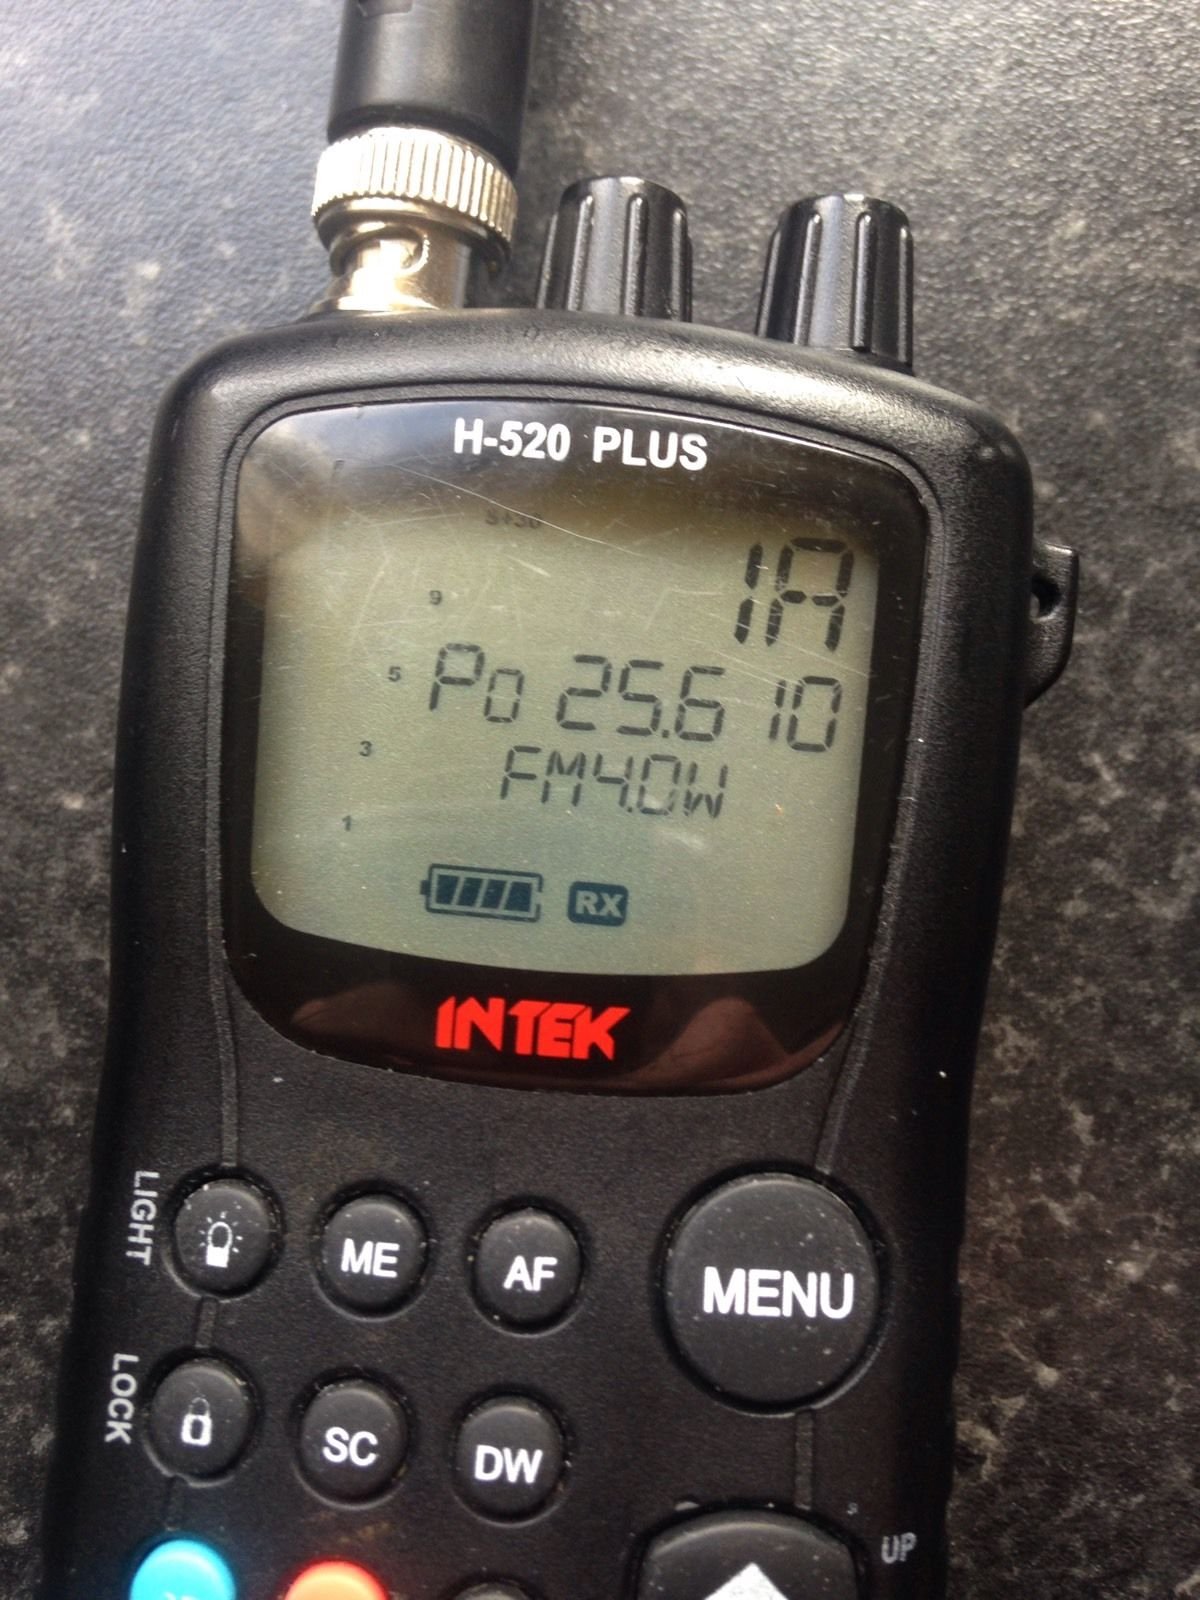 H-520 PLUS
S+30
1A
9
5
Po 25.610
3
FM4.0W
1
RX
INTEK
LIGHT
ME
AF
MENU
LOCK
SC
DW
UP